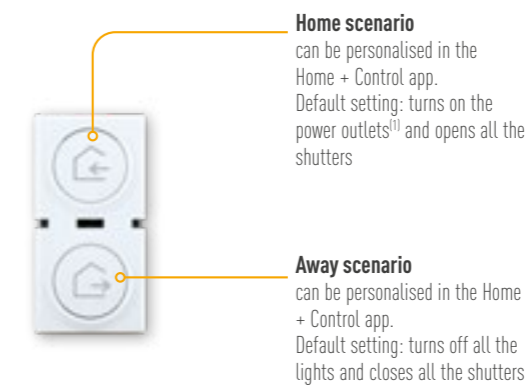 Home scenario
can be personalised in the
Home + Control app.
Default setting: turns on the
power outlets(1) and opens all the
shutters
Away scenario
can be personalised in the Home
+ Control app.
Default setting: turns off all the
lights and closes all the shutters